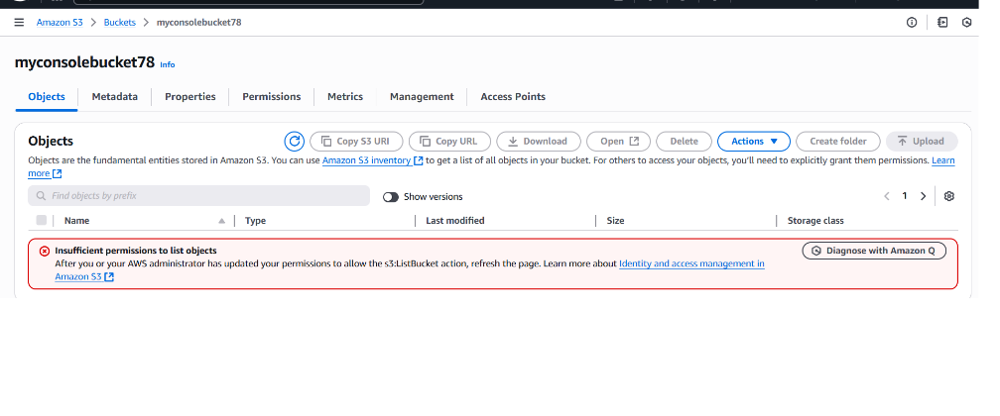 Amazon S3 > Buckets > myconsolebucket78
myconsolebucket78 Info
Objects Metadata Properties Permissions Metrics Management Access Points
Objects Copy S3 URI Copy URL Download Open Delete Actions Create folder Upload
Objects are the fundamental entities stored in Amazon S3. You can use Amazon S3 inventory to get a list of all objects in your bucket. For others to access your objects, you'll need to explicitly grant them permissions. Learn
more
Find objects by prefix Show versions 1
Name Type Last modified Size Storage class
Insufficient permissions to list objects Diagnose with Amazon Q
After you or your AWS administrator has updated your permissions to allow the s3:ListBucket action, refresh the page. Learn more about Identity and access management in
Amazon S3